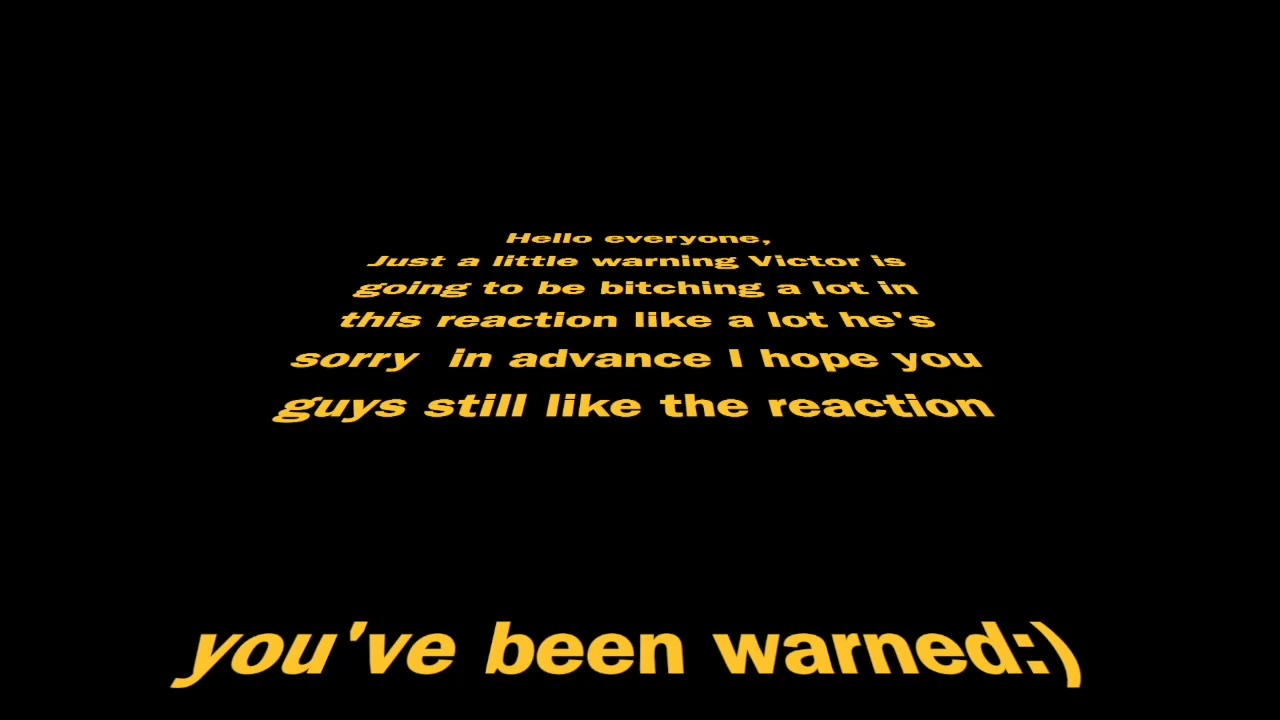 Hello everyone,
Just a little warning Victor is
going to be bitching a lot in
this reaction like a lot he's
sorry in advance I hope you
guys still like the reaction
you've been warned:)